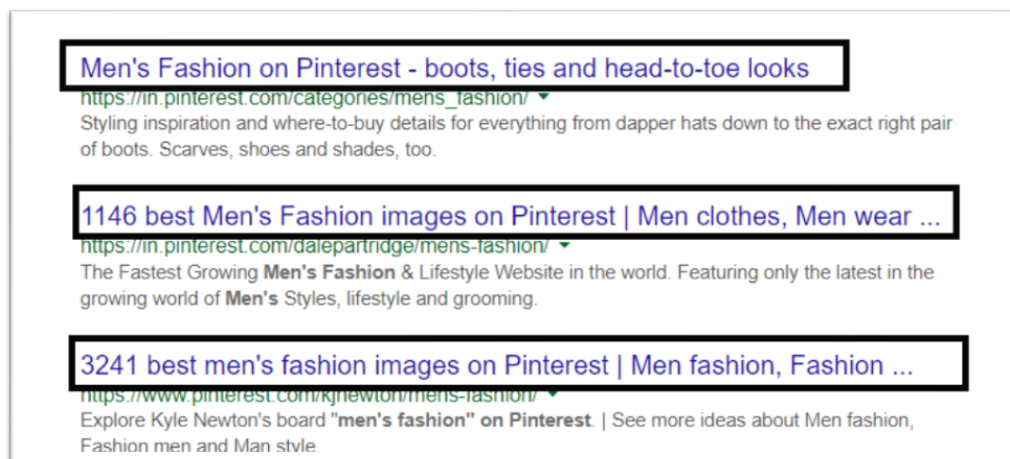 Men's Fashion on Pinterest - boots, ties and head-to-toe looks
https://in.pinterest.com/categories/mens_fashion/
Styling inspiration and where-to-buy details for everything from dapper hats down to the exact right pair
of boots. Scarves, shoes and shades, too.
1146 best Men's Fashion images on Pinterest | Men clothes, Men wear ...
https://in.pinterest.com/dalepartridge/mens-fashion/
The Fastest Growing Men's Fashion & Lifestyle Website in the world. Featuring only the latest in the
growing world of Men's Styles, lifestyle and grooming.
3241 best men's fashion images on Pinterest | Men fashion, Fashion ...
https://www.pinterest.com/kjnewton/mens-fashion/
Explore Kyle Newton's board "men's fashion" on Pinterest. | See more ideas about Men fashion,
Fashion men and Man style.